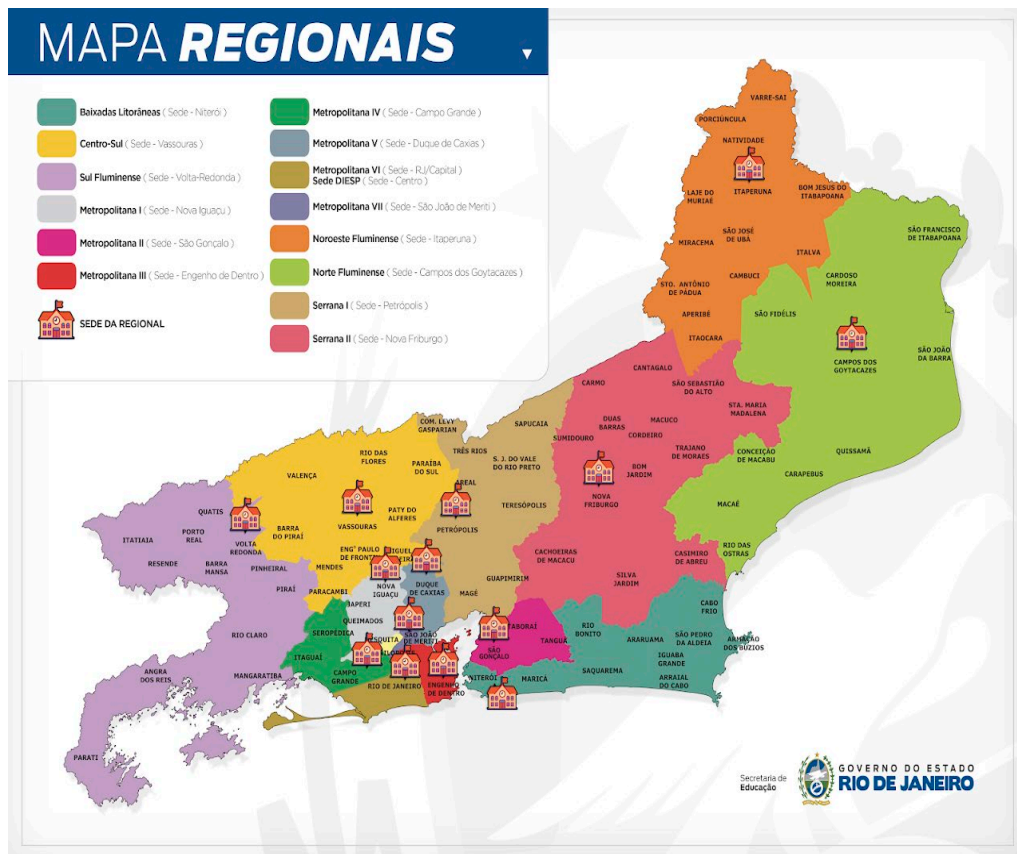 MAPA REGIONAIS
Baixadas Litorâneas ( Sede - Niterói )
Centro-Sul ( Sede - Vassouras )
Sul Fluminense ( Sede - Volta-Redonda )
Metropolitana I ( Sede - Nova Iguaçu )
Metropolitana II ( Sede - São Gonçalo )
Metropolitana III ( Sede - Engenho de Dentro )
SEDE DA REGIONAL
Metropolitana IV ( Sede - Campo Grande )
Metropolitana V ( Sede - Duque de Caxias )
Metropolitana VI ( Sede - RJ/Capital )
Sede DIESP ( Sede - Centro )
Metropolitana VII ( Sede - São João de Meriti )
Noroeste Fluminense ( Sede - Itaperuna )
Norte Fluminense ( Sede - Campos dos Goytacazes )
Serrana I ( Sede - Petrópolis )
Serrana II ( Sede - Nova Friburgo )
VARRE-SAI
PORCIÚNCULA
NATIVIDADE
ITAPERUNA
LAJE DO
MURIAÉ
BOM JESUS DO
ITABAPOANA
SÃO FRANCISCO
DE ITABAPOANA
SÃO JOSÉ
DE UBÁ
MIRACEMA
ITALVA
CAMBUCI
CARDOSO
MOREIRA
STO. ANTÔNIO
DE PÁDUA
APERIBÉ
SÃO FIDÉLIS
ITAOCARA
CAMPOS DOS
GOYTACAZES
SÃO JOÃO
DA BARRA
CANTAGALO
CARMO
SÃO SEBASTIÃO
DO ALTO
STA. MARIA
MADALENA
COM. LEVY
GASPARIAN
SAPUCAIA
DUAS
BARRAS
MACUCO
SUMIDOURO
CORDEIRO
TRAJANO
DE MORAES
CONCEIÇÃO
DE MACABU
QUISSAMÃ
CARAPEBUS
RIO DAS
FLORES
TRÊS RIOS
PARAÍBA
DO SUL
S. J. DO VALE
DO RIO PRETO
VALENÇA
AREAL
BOM
JARDIM
NOVA
FRIBURGO
MACAÉ
TERESÓPOLIS
QUATIS
PATY DO
ALFERES
VASSOURAS
PETRÓPOLIS
BARRA
DO PIRAÍ
PORTO
REAL
ITATIAIA
VOLTA
REDONDA
RIO DAS
OSTRAS
CACHOEIRAS
DE MACACU
CASIMIRO
DE ABREU
RESENDE
BARRA
MANSA
PINHEIRAL
MENDES
ENGº PAULO
DE FRONT
MIGUEL
GUAPIMIRIM
SILVA
JARDIM
PIRAÍ
PARACAMBI
NOVA
IGUAÇU
DUQUE
DE CAXIAS
MAGÉ
JAPERI
CABO
FRIO
QUEIMADOS
SEROPÉDICA
RIO CLARO
SÃO JOÃO
DE MERITI
ITABORAÍ
TANGUÁ
RIO
BONITO
ARARUAMA
SÃO PEDRO
DA ALDEIA
ARMAÇÃO
DOS BÚZIOS
IGUABA
GRANDE
ITAGUAÍ
SÃO
GONÇALO
SAQUAREMA
ARRAIAL
DO CABO
ANGRA
DOS REIS
MANGARATIBA
CAMPO
GRANDE
RIO DE JANEIRO
ENGENHO
DE DENTRO
NITERÓI
MARICÁ
PARATI
Secretaria de
Educação
GOVERNO DO ESTADO
RIO DE JANEIRO